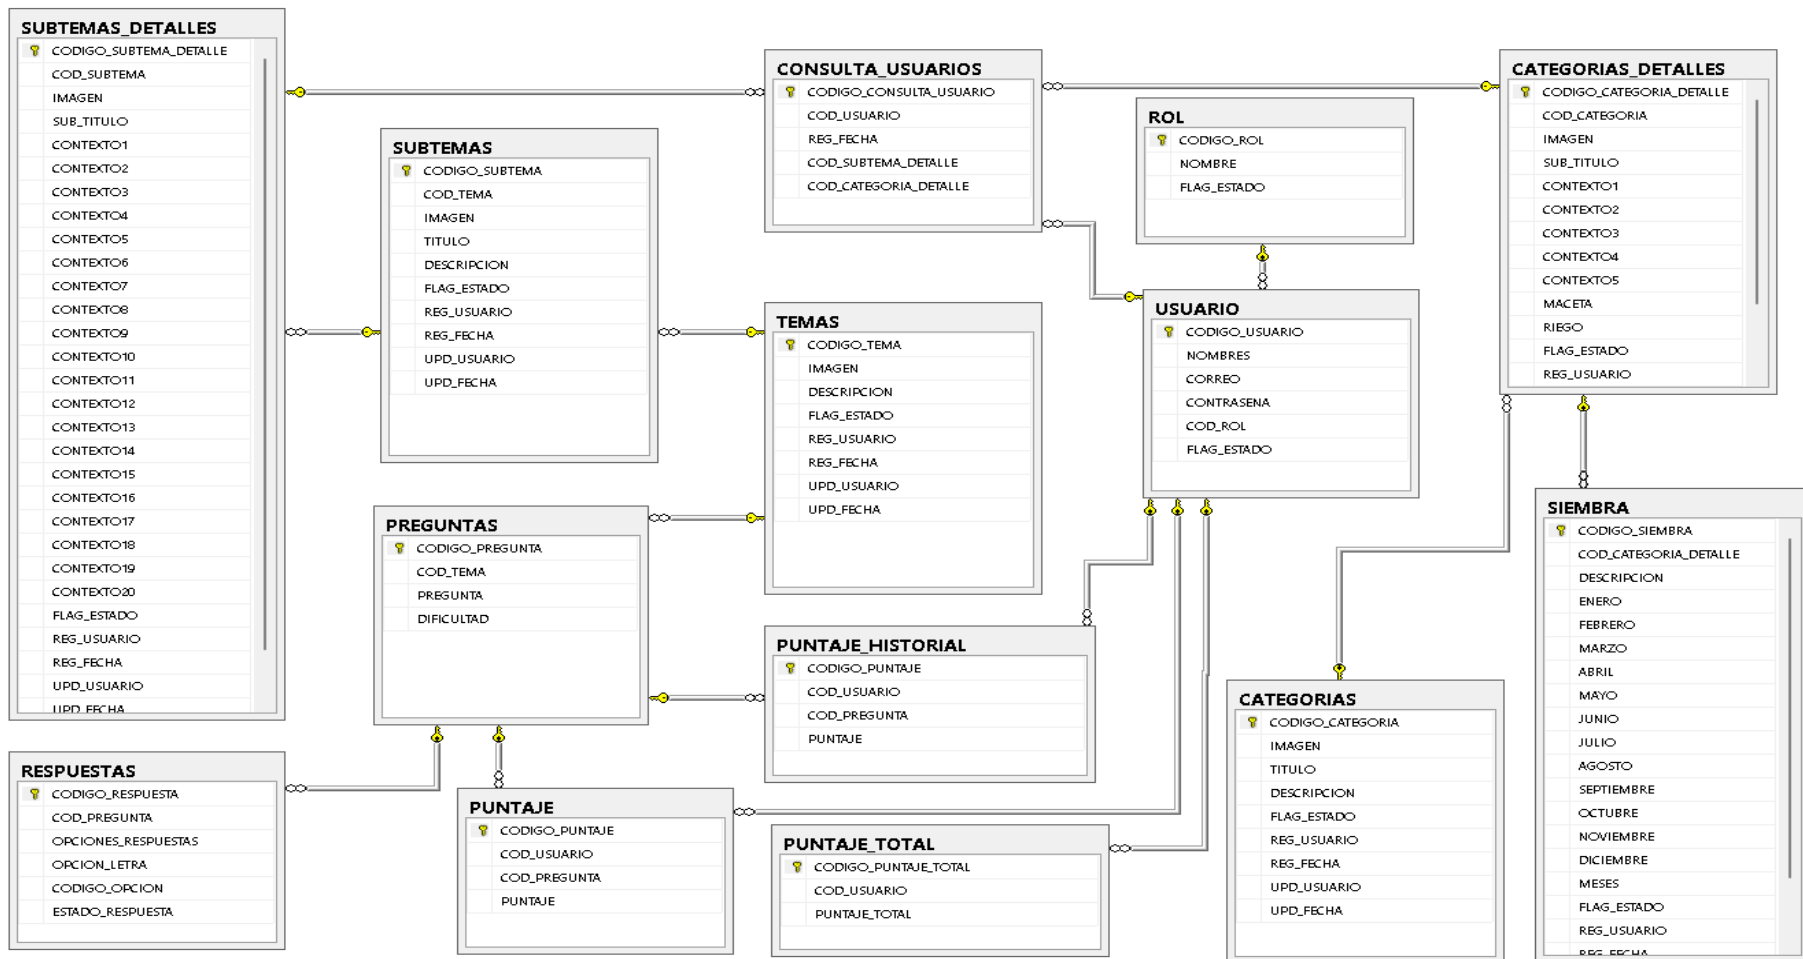 SUBTEMAS_DETALLES
CODIGO_SUBTEMA_DETALLE
COD_SUBTEMA
IMAGEN
SUB_TITULO
CONTEXTO1
CONTEXTO2
CONTEXTO3
CONTEXTO4
CONTEXTO5
CONTEXTO6
CONTEXTO7
CONTEXTO8
CONTEXTO9
CONTEXTO10
CONTEXTO11
CONTEXTO12
CONTEXTO13
CONTEXTO14
CONTEXTO15
CONTEXTO16
CONTEXTO17
CONTEXTO18
CONTEXTO19
CONTEXTO20
FLAG_ESTADO
REG_USUARIO
REG_FECHA
UPD_USUARIO
UPD_FECHA
SUBTEMAS
CODIGO_SUBTEMA
COD_TEMA
IMAGEN
TITULO
DESCRIPCION
FLAG_ESTADO
REG_USUARIO
REG_FECHA
UPD_USUARIO
UPD_FECHA
CONSULTA_USUARIOS
CODIGO_CONSULTA_USUARIO
COD_USUARIO
REG_FECHA
COD_SUBTEMA_DETALLE
COD_CATEGORIA_DETALLE
ROL
CODIGO_ROL
NOMBRE
FLAG_ESTADO
CATEGORIAS_DETALLES
CODIGO_CATEGORIA_DETALLE
COD_CATEGORIA
IMAGEN
SUB_TITULO
CONTEXTO1
CONTEXTO2
CONTEXTO3
CONTEXTO4
CONTEXTO5
MACETA
RIEGO
FLAG_ESTADO
REG_USUARIO
TEMAS
CODIGO_TEMA
IMAGEN
DESCRIPCION
FLAG_ESTADO
REG_USUARIO
REG_FECHA
UPD_USUARIO
UPD_FECHA
USUARIO
CODIGO_USUARIO
NOMBRES
CORREO
CONTRASENA
COD_ROL
FLAG_ESTADO
PREGUNTAS
CODIGO_PREGUNTA
COD_TEMA
PREGUNTA
DIFICULTAD
PUNTAJE_HISTORIAL
CODIGO_PUNTAJE
COD_USUARIO
COD_PREGUNTA
PUNTAJE
SIEMBRA
CODIGO_SIEMBRA
COD_CATEGORIA_DETALLE
DESCRIPCION
ENERO
FEBRERO
MARZO
ABRIL
MAYO
JUNIO
JULIO
AGOSTO
SEPTIEMBRE
OCTUBRE
NOVIEMBRE
DICIEMBRE
MESES
FLAG_ESTADO
REG_USUARIO
REG_FECHA
CATEGORIAS
CODIGO_CATEGORIA
IMAGEN
TITULO
DESCRIPCION
FLAG_ESTADO
REG_USUARIO
REG_FECHA
UPD_USUARIO
UPD_FECHA
RESPUESTAS
CODIGO_RESPUESTA
COD_PREGUNTA
OPCIONES_RESPUESTAS
OPCION_LETRA
CODIGO_OPCION
ESTADO_RESPUESTA
PUNTAJE
CODIGO_PUNTAJE
COD_USUARIO
COD_PREGUNTA
PUNTAJE
PUNTAJE_TOTAL
CODIGO_PUNTAJE_TOTAL
COD_USUARIO
PUNTAJE_TOTAL